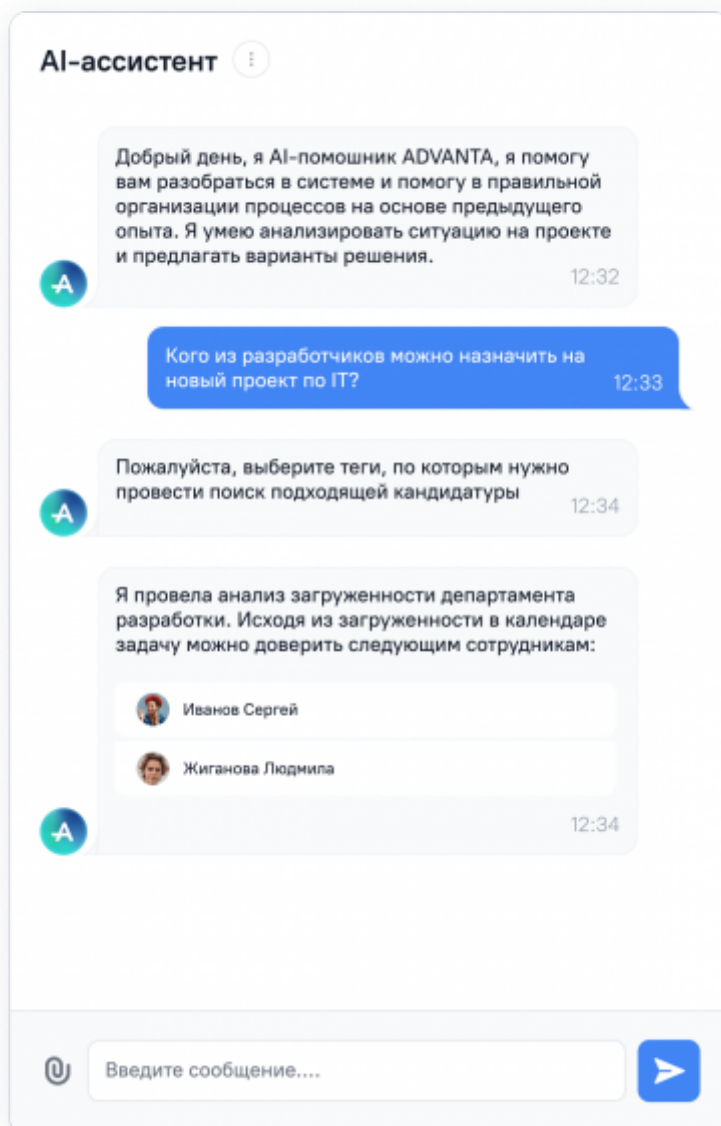 AI-ассистент
Добрый день, я AI-помошник ADVANTA, я помогу
вам разобраться в системе и помогу в правильной
организации процессов на основе предыдущего
опыта. Я умею анализировать ситуацию на проекте
и предлагать варианты решения.
12:32
Кого из разработчиков можно назначить на
новый проект по IT?
12:33
Пожалуйста, выберите теги, по которым нужно
провести поиск подходящей кандидатуры
12:34
Я провела анализ загруженности департамента
разработки. Исходя из загруженности в календаре
задачу можно доверить следующим сотрудникам:
Иванов Сергей
Жиганова Людмила
12:34
Введите сообщение....